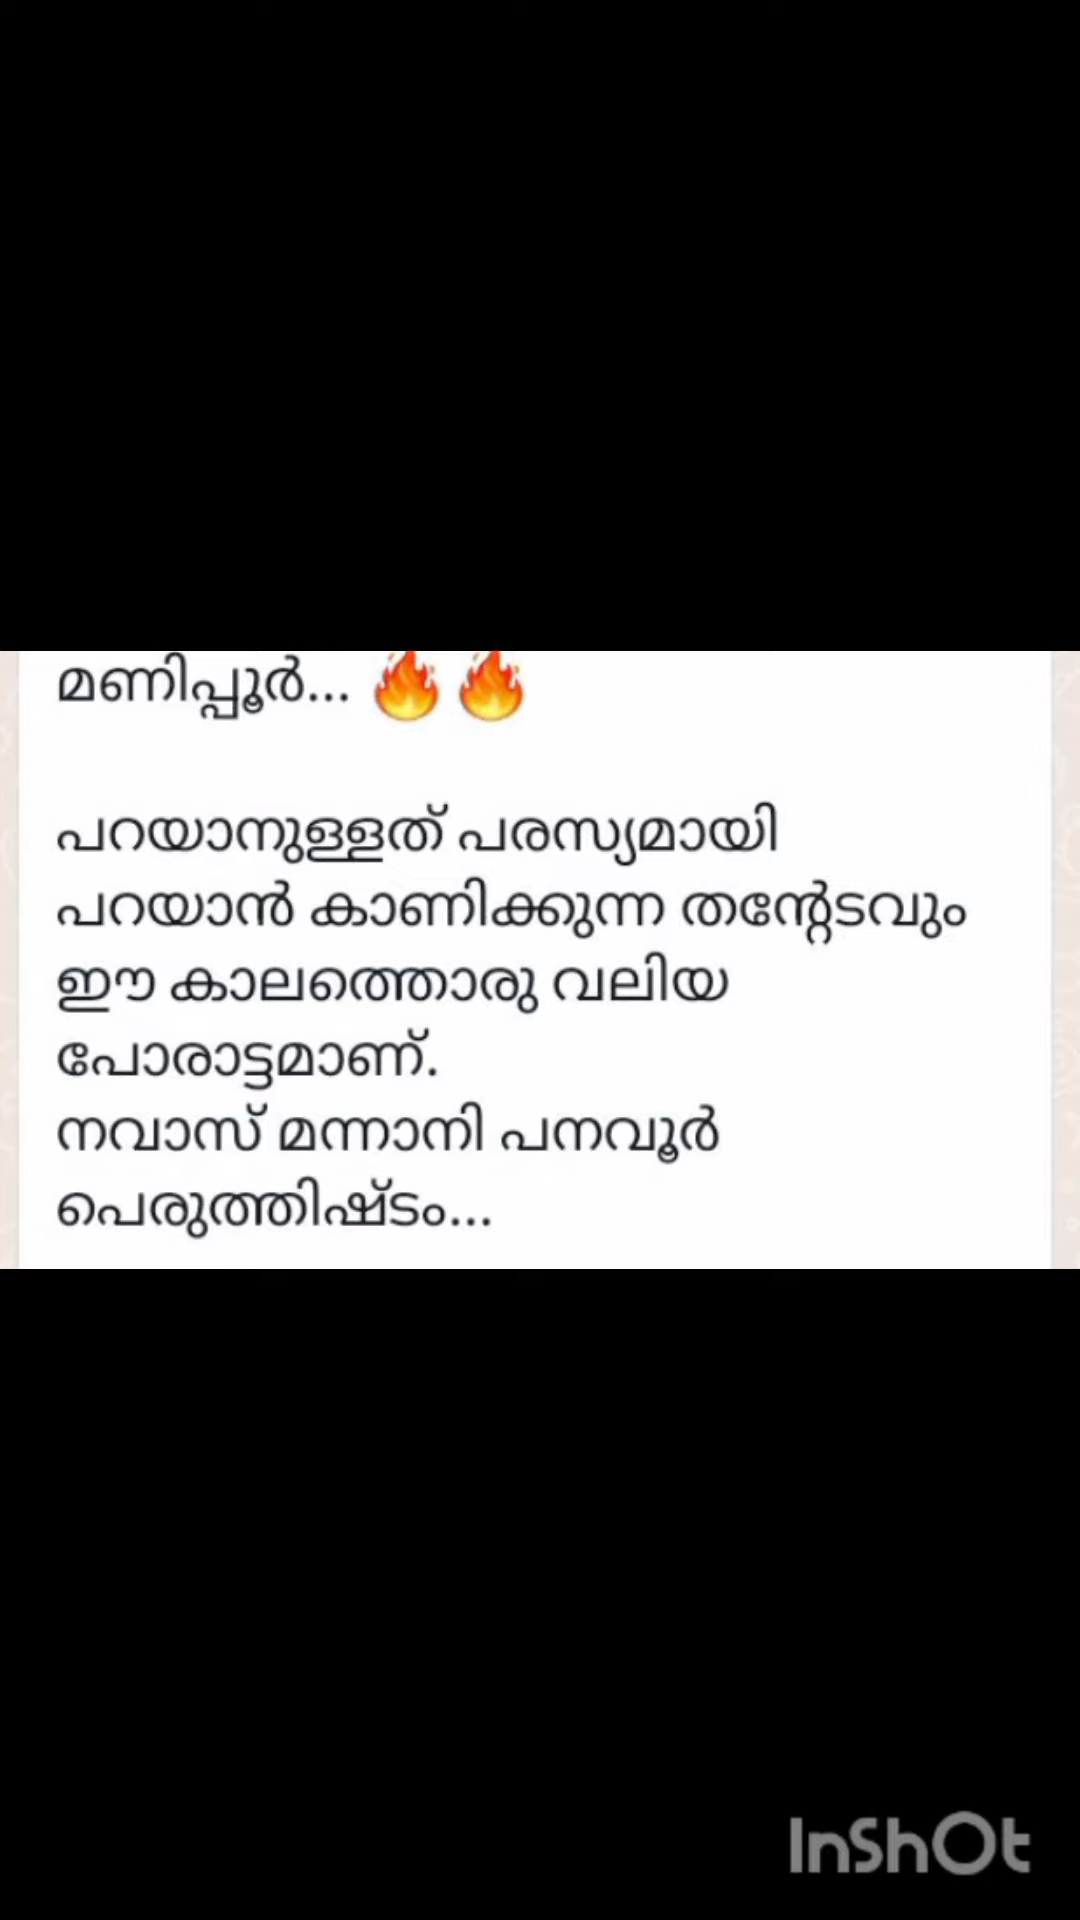 മണിപ്പൂർ... 🔥🔥
പറയാനുള്ളത് പരസ്യമായി
പറയാൻ കാണിക്കുന്ന തന്റേടവും
ഈ കാലത്തൊരു വലിയ
പോരാട്ടമാണ്.
നവാസ് മന്നാനി പനവൂർ
പെരുത്തിഷ്ടം...
InShOt